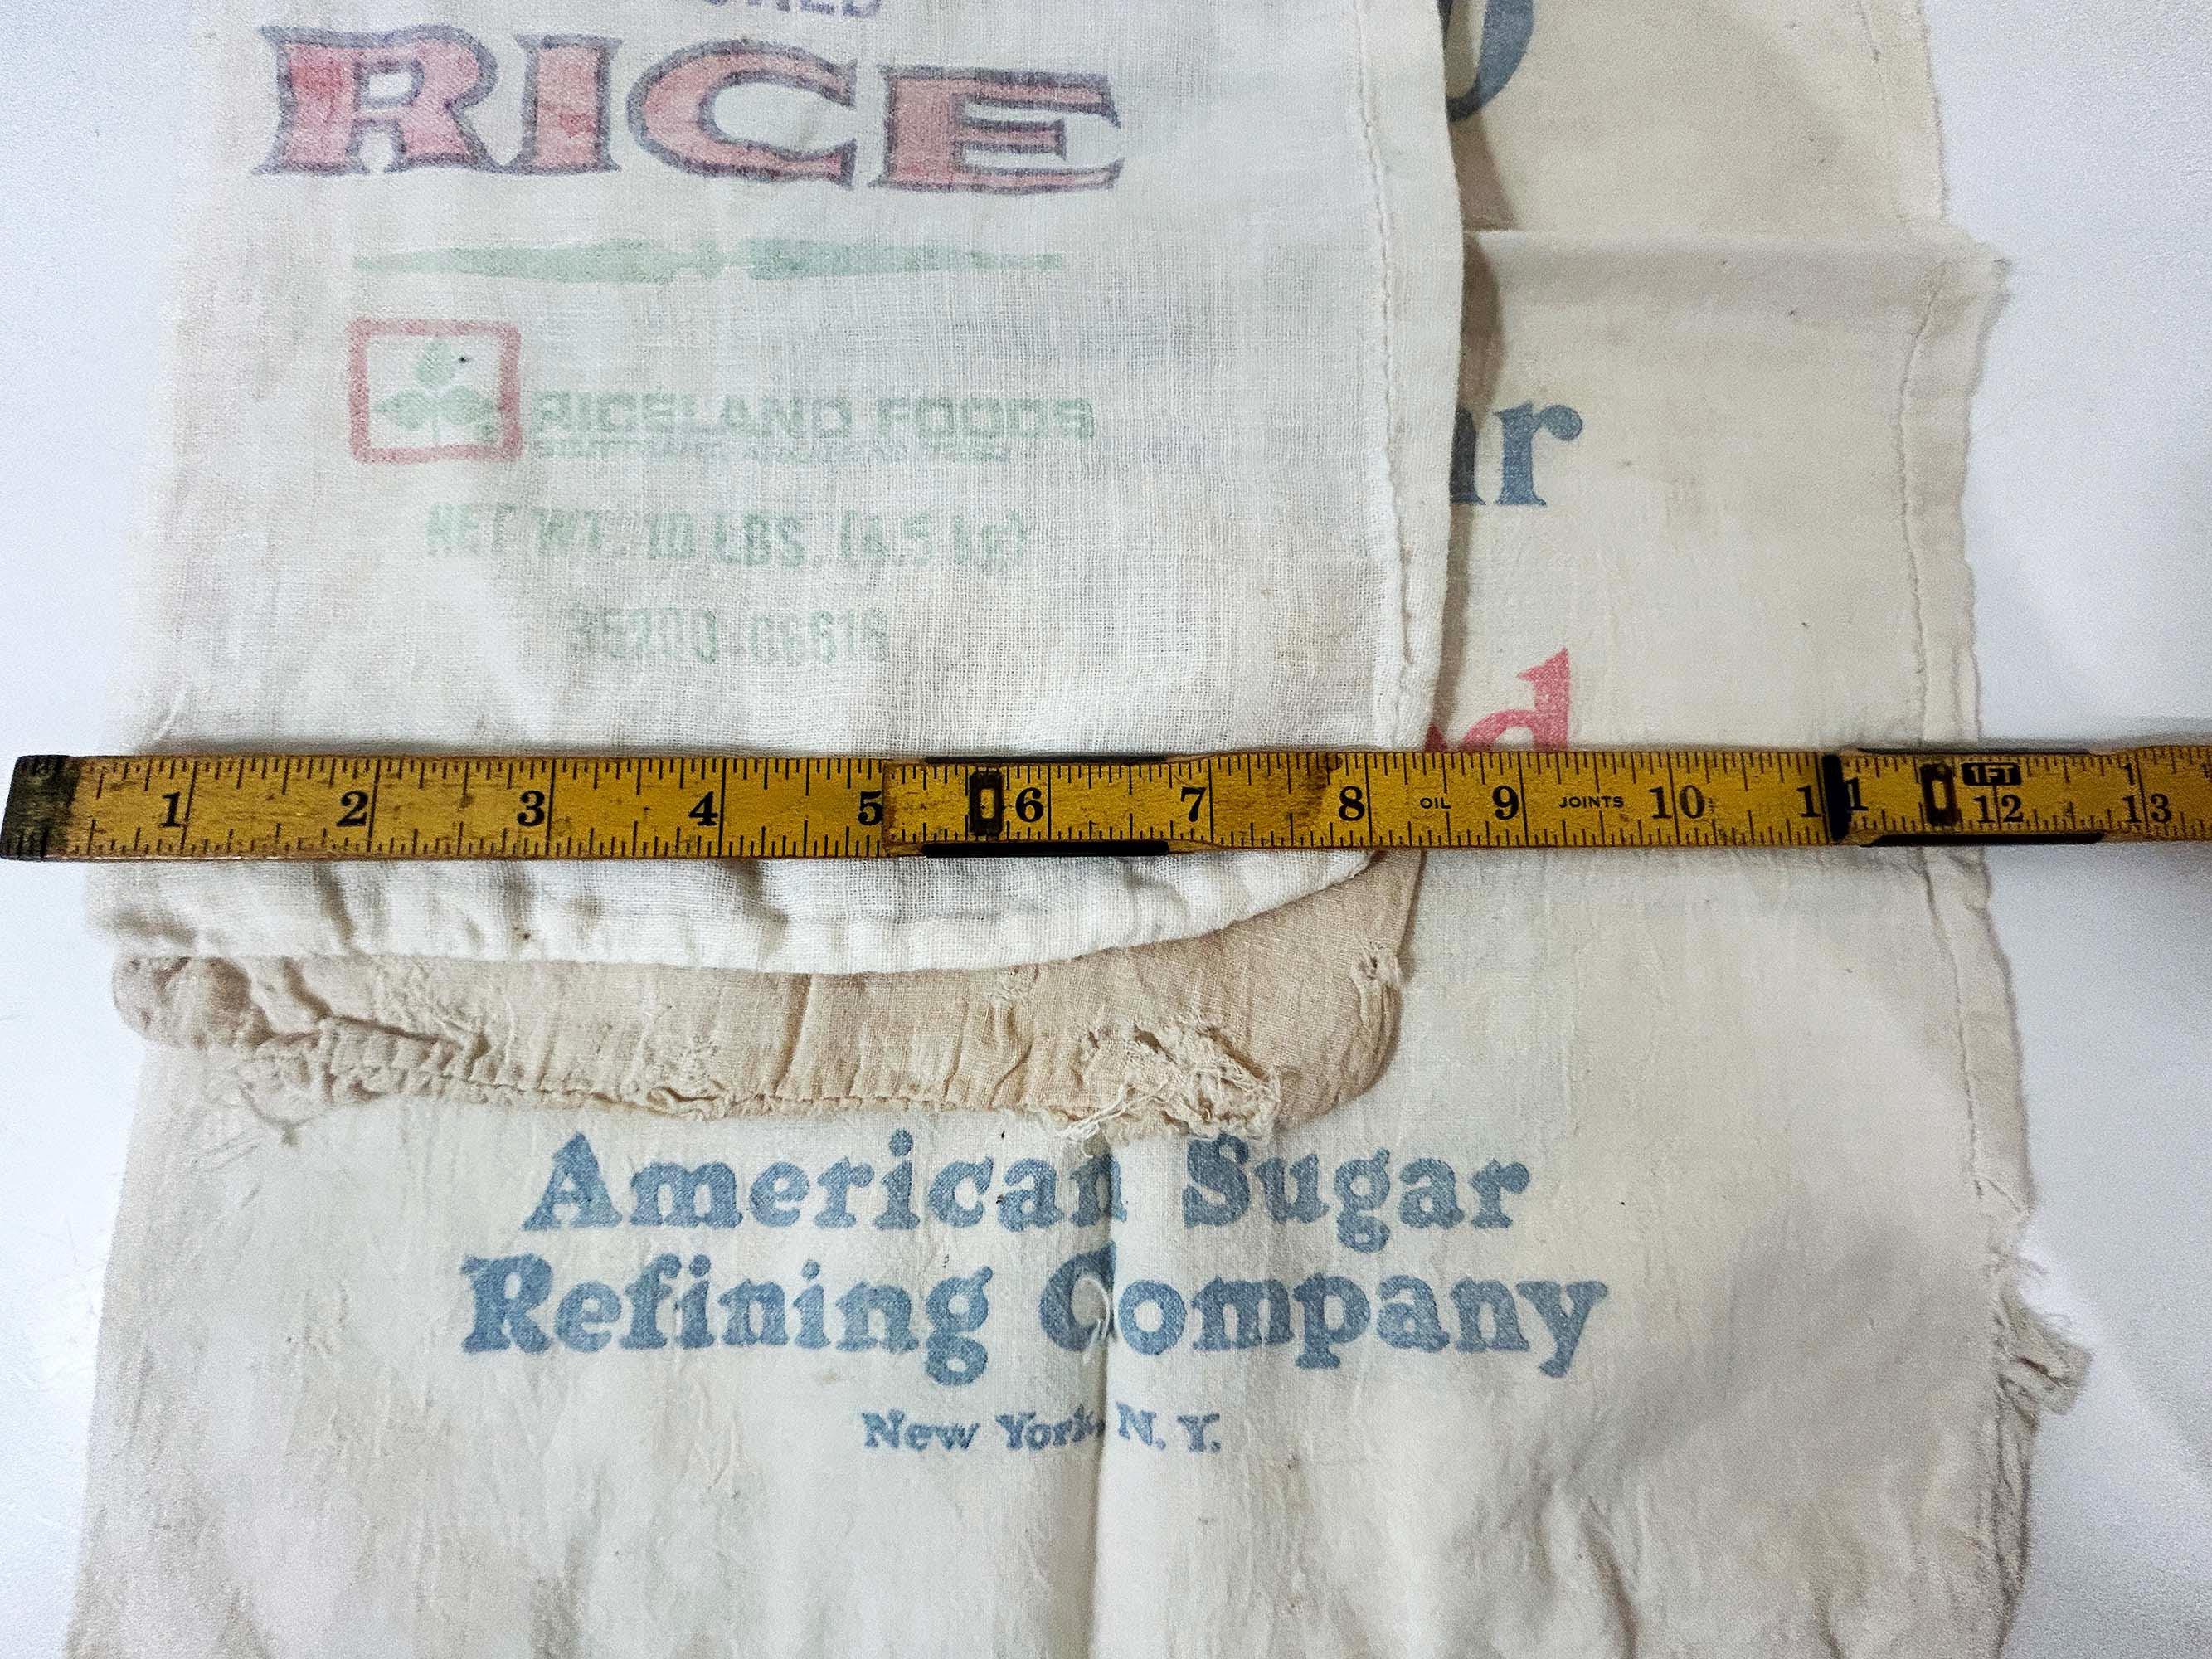 RICE
RICELAND FOODS
NET WT. 10 LBS. (4.5 kg)
ar
d
1 2 3 4 5 6 7 8 OIL 9 JOINTS 10 11 1FT 12 13
American Sugar
Refining Company
New York, N. Y.